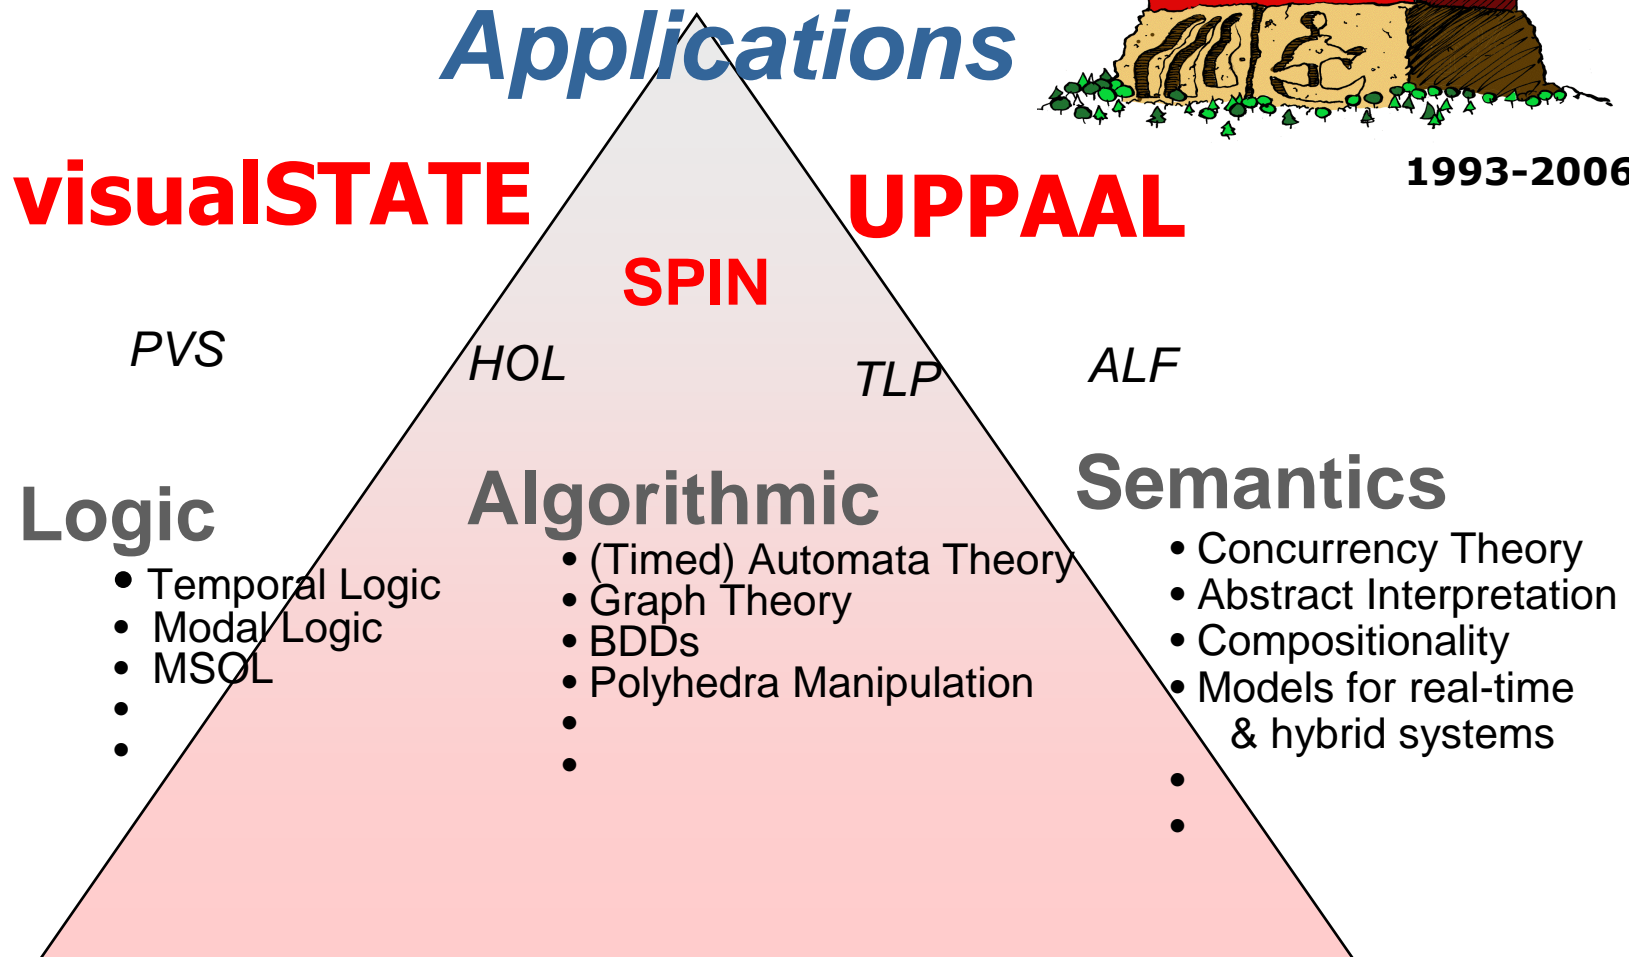 Applications
1993-2006
visualSTATE
UPPAAL
SPIN
PVS
HOL
TLP
ALF
Logic
• Temporal Logic
• Modal Logic
• MSOL
•
•
Algorithmic
• (Timed) Automata Theory
• Graph Theory
• BDDs
• Polyhedra Manipulation
•
•
Semantics
• Concurrency Theory
• Abstract Interpretation
• Compositionality
• Models for real-time
& hybrid systems
•
•